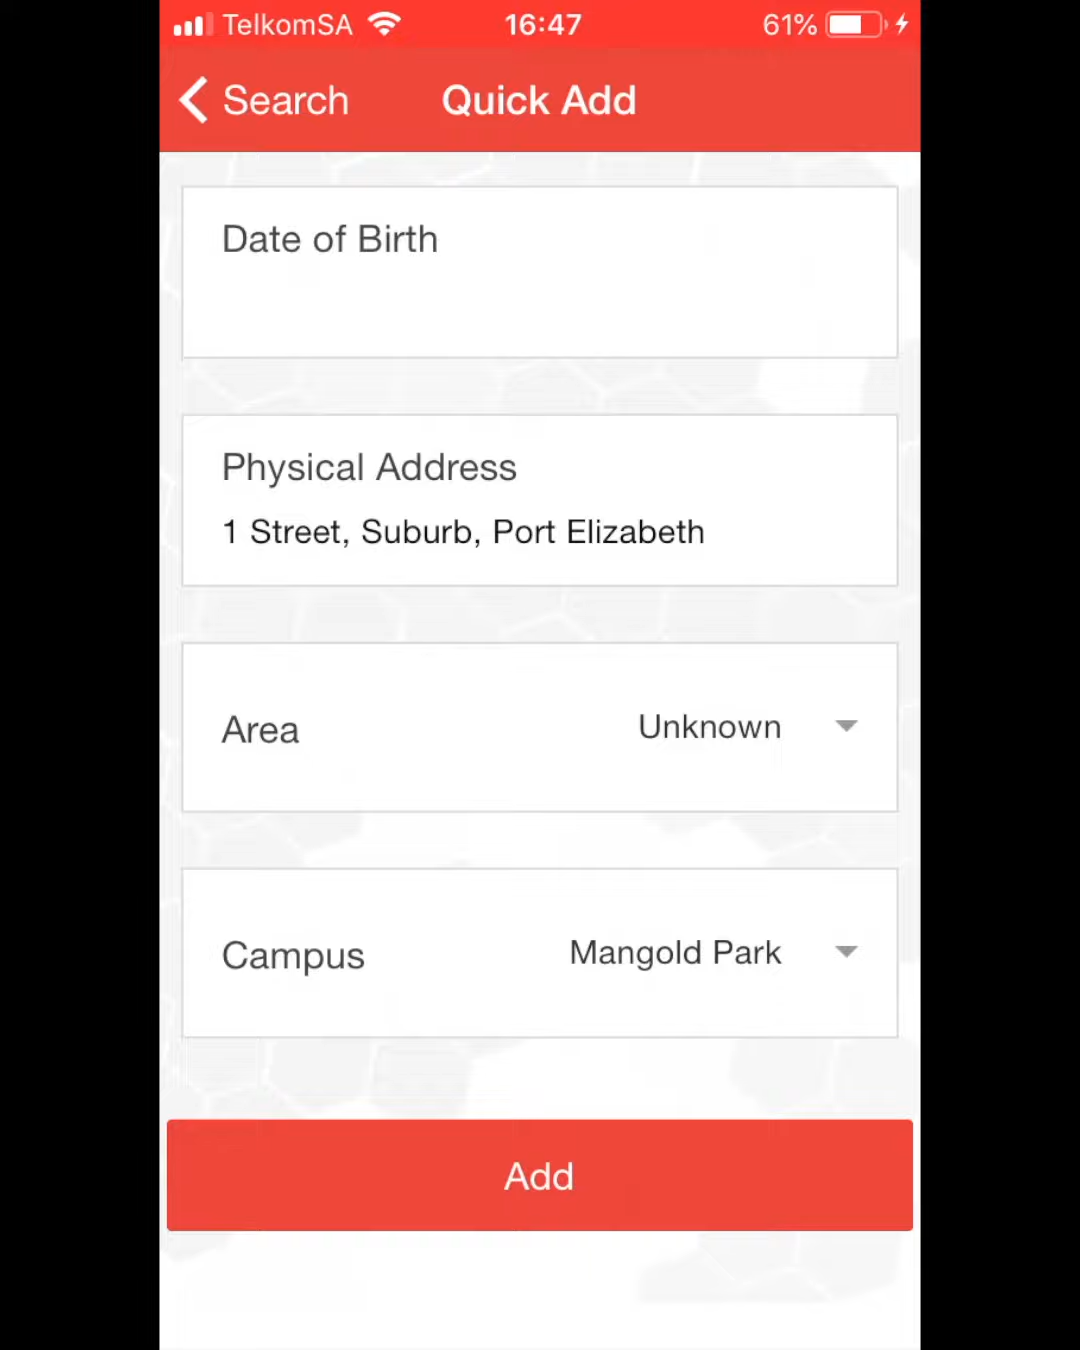 TelkomSA 16:47 61%
Search Quick Add
Date of Birth
Physical Address
1 Street, Suburb, Port Elizabeth
Area Unknown
Campus Mangold Park
Add